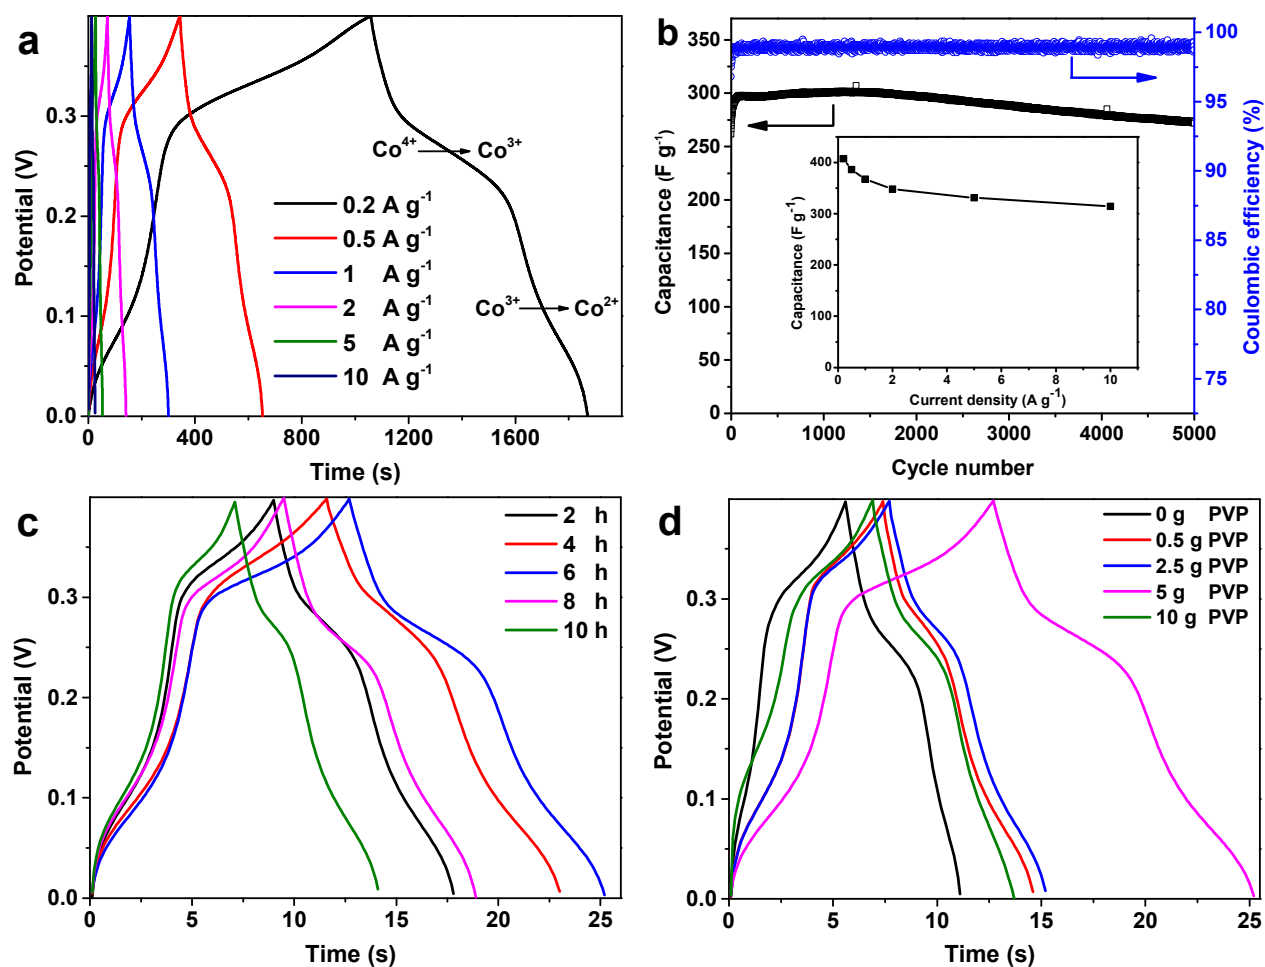 a
Potential (V)
0.3
0.2
0.1
0.0
0
400
800
1200
1600
Time (s)
Co⁴⁺ → Co³⁺
Co³⁺ → Co²⁺
0.2 A g⁻¹
0.5 A g⁻¹
1 A g⁻¹
2 A g⁻¹
5 A g⁻¹
10 A g⁻¹
b
Capacitance (F g⁻¹)
350
300
250
200
150
100
50
0
0
1000
2000
3000
4000
5000
Cycle number
100
95
90
85
80
75
Coulombic efficiency (%)
Capacitance (F g⁻¹)
400
300
200
100
0
0
2
4
6
8
10
Current density (A g⁻¹)
c
Potential (V)
0.3
0.2
0.1
0.0
0
5
10
15
20
25
Time (s)
2 h
4 h
6 h
8 h
10 h
d
Potential (V)
0.3
0.2
0.1
0.0
0
5
10
15
20
25
Time (s)
0 g PVP
0.5 g PVP
2.5 g PVP
5 g PVP
10 g PVP